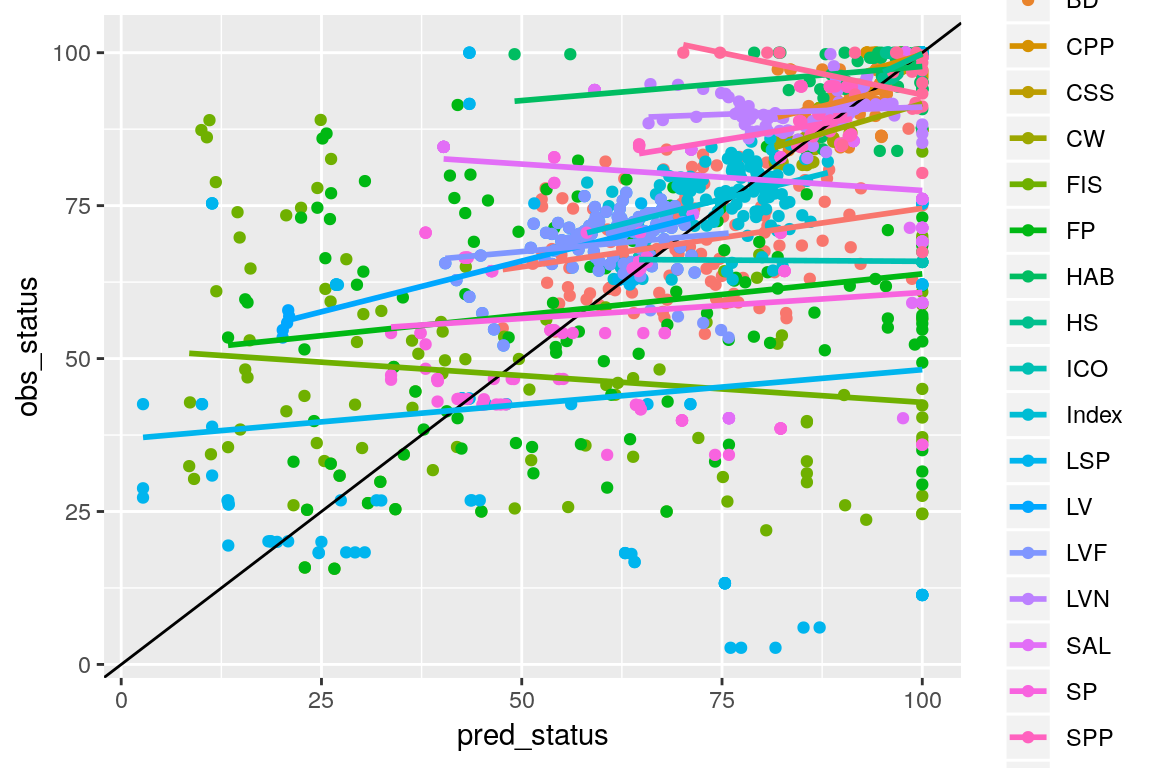 BD
CPP
CSS
CW
FIS
FP
HAB
HS
ICO
Index
LSP
LV
LVF
LVN
SAL
SP
SPP
100
75
50
25
0
obs_status
0 25 50 75 100
pred_status